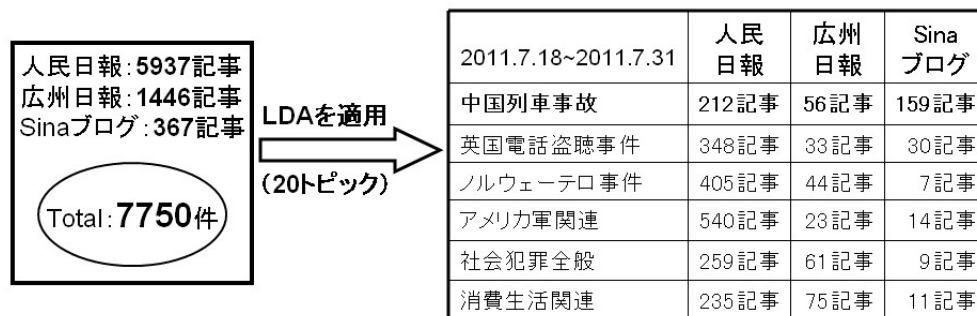 人民日報:5937記事
広州日報:1446記事
Sinaブログ:367記事
Total:7750件
LDAを適用
(20トピック)
2011.7.18~2011.7.31 人民日報 広州日報 Sinaブログ
中国列車事故 212記事 56記事 159記事
英国電話盗聴事件 348記事 33記事 30記事
ノルウェーテロ事件 405記事 44記事 7記事
アメリカ軍関連 540記事 23記事 14記事
社会犯罪全般 259記事 61記事 9記事
消費生活関連 235記事 75記事 11記事